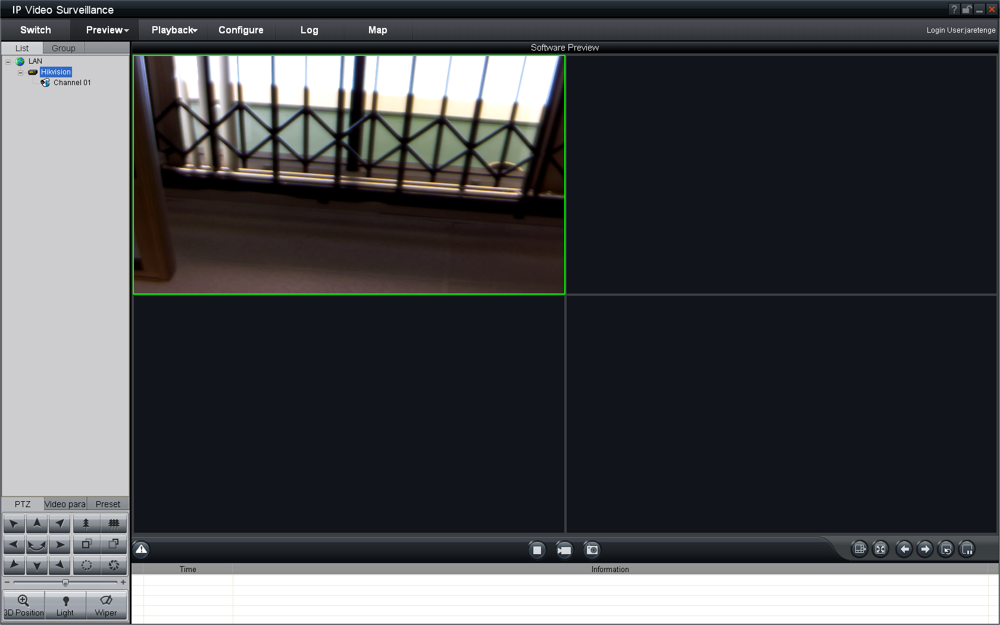 IP Video Surveillance
?
Switch Preview Playback Configure Log Map Login User:jaretenge
List Group Software Preview
LAN
Hikvision
Channel 01
PTZ Video para Preset
− +
3D Position Light Wiper
Time Information